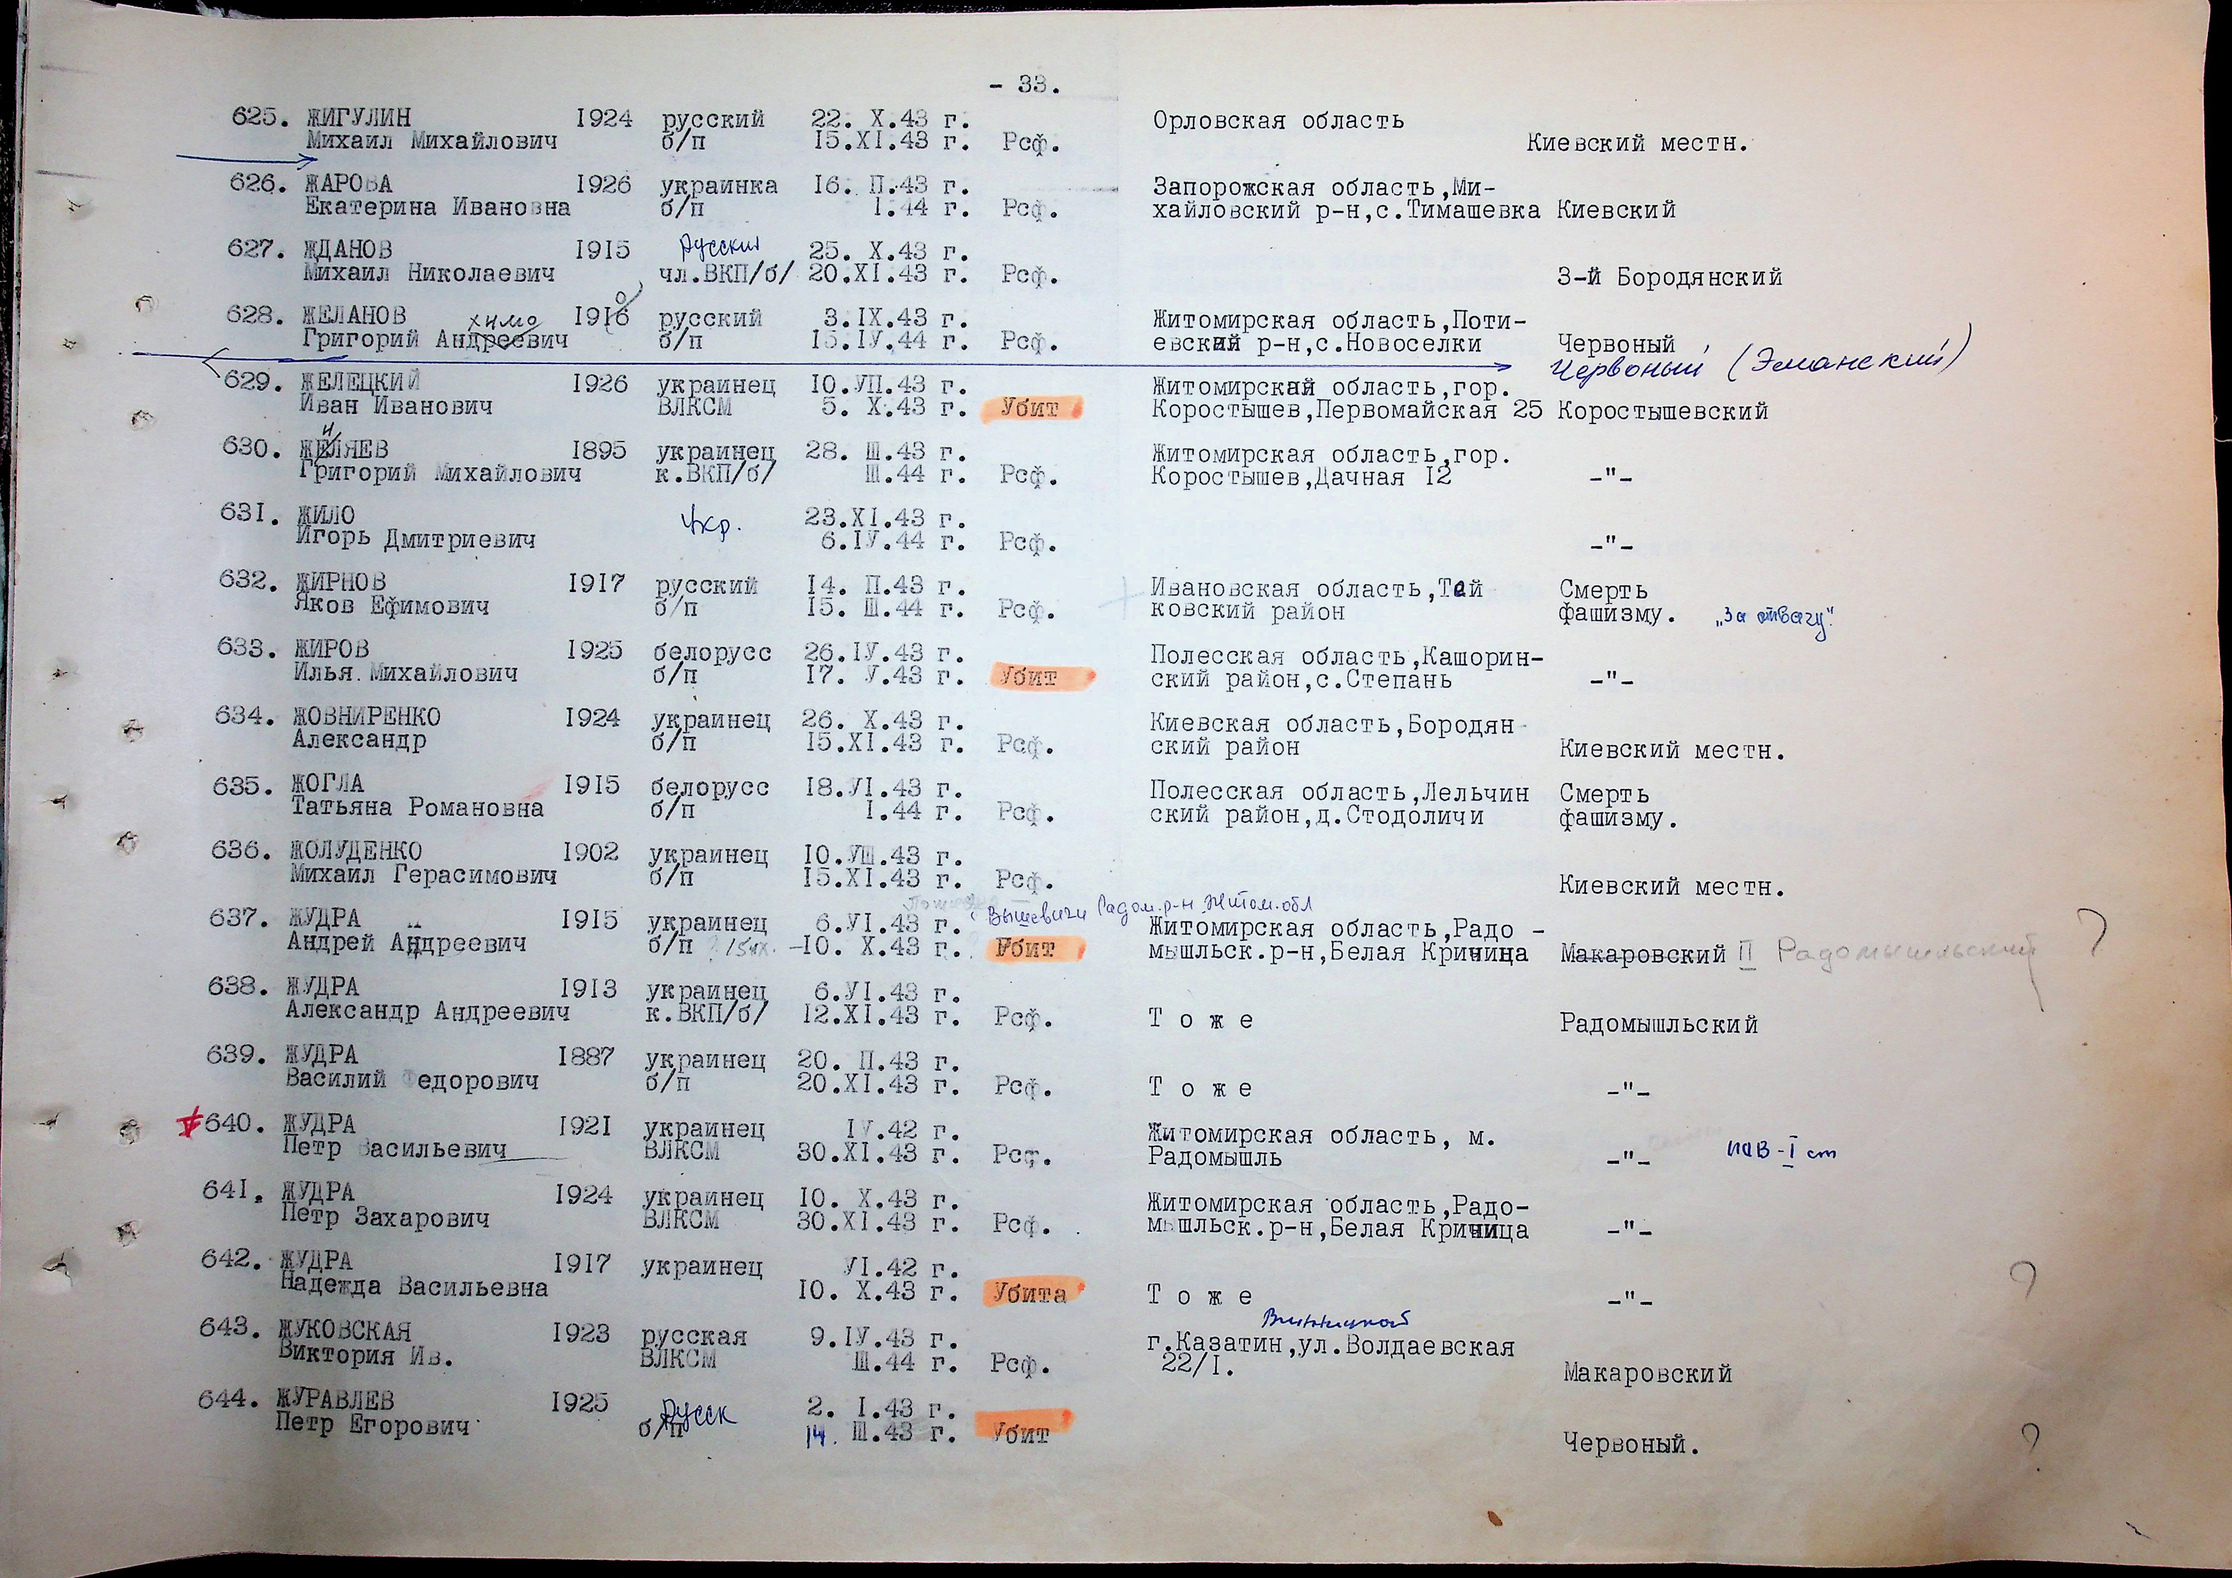 - 33.
625. ЖИГУЛИН 1924 русский 22. X.43 г. Орловская область
Михаил Михайлович б/п 15.XI.43 г. Рсф. Киевский местн.
626. ЖАРОВА 1926 украинка 16. П.43 г. Запорожская область,Ми-
Екатерина Ивановна б/п I.44 г. Рсф. хайловский р-н,с.Тимашевка Киевский
627. ЖДАНОВ 1915 русский 25. X.43 г.
Михаил Николаевич чл.ВКП/б/ 20.XI.43 г. Рсф. 3-й Бородянский
628. ЖЕЛАНОВ 1916 русский 3.IX.43 г. Житомирская область,Поти-
Григорий Андреевич б/п 15.IУ.44 г. Рсф. евский р-н,с.Новоселки Червоный
Червоный (Эманский)
629. ЖЕЛЕЦКИЙ 1926 украинец 10.УП.43 г. Житомирский область,гор.
Иван Иванович ВЛКСМ 5. X.43 г. Убит Коростышев,Первомайская 25 Коростышевский
630. ЖЕЛЯЕВ 1895 украинец 28. Ш.43 г. Житомирская область,гор.
Григорий Михайлович к.ВКП/б/ Ш.44 г. Рсф. Коростышев,Дачная 12 -"-
631. ЖИЛО Укр. 23.XI.43 г.
Игорь Дмитриевич 6.IУ.44 г. Рсф. -"-
632. ЖИРНОВ 1917 русский 14. П.43 г. Ивановская область,Тей Смерть
Яков Ефимович б/п 15. Ш.44 г. Рсф. ковский район фашизму. „За отвагу"
633. ЖИРОВ 1925 белорусс 26.IУ.43 г. Полесская область,Кашорин-
Илья.Михайлович б/п 17. У.43 г. Убит ский район,с.Степань -"-
634. ЖОВНИРЕНКО 1924 украинец 26. X.43 г. Киевская область,Бородян-
Александр б/п 15.XI.43 г. Рсф. ский район Киевский местн.
635. ЖОГЛА 1915 белорусс 18.УI.43 г. Полесская область,Лельчин Смерть
Татьяна Романовна б/п I.44 г. Рсф. ский район,д.Стодоличи фашизму.
636. ЖОЛУДЕНКО 1902 украинец 10.УШ.43 г.
Михаил Герасимович б/п 15.XI.43 г. Рсф. Киевский местн.
Вышевичи Радом.р-н Житом.обл
637. ЖУДРА 1915 украинец 6.УI.43 г. Житомирская область,Радо -
Андрей Андреевич б/п 10. X.43 г. Убит мышльск.р-н,Белая Криница Макаровский II Радомышльский ?
638. ЖУДРА 1913 украинец 6.УI.43 г.
Александр Андреевич к.ВКП/б/ 12.XI.43 г. Рсф. Т о ж е Радомышльский
639. ЖУДРА 1887 украинец 20. П.43 г.
Василий Федорович б/п 20.XI.43 г. Рсф. Т о ж е -"-
640. ЖУДРА 1921 украинец IУ.42 г. Житомирская область, м.
Петр Васильевич ВЛКСМ 30.XI.43 г. Рсф. Радомышль -"- ПОВ -I ст
641. ЖУДРА 1924 украинец 10. X.43 г. Житомирская область,Радо-
Петр Захарович ВЛКСМ 30.XI.43 г. Рсф. мышльск.р-н,Белая Криница -"-
642. ЖУДРА 1917 украинец УI.42 г.
Надежда Васильевна 10. X.43 г. Убита Т о ж е -"- ?
Винницкой
643. ЖУКОВСКАЯ 1923 русская 9.IУ.43 г. г.Казатин,ул.Волдаевская
Виктория Ив. ВЛКСМ Ш.44 г. Рсф. 22/I. Макаровский
644. ЖУРАВЛЕВ 1925 русск 2. I.43 г.
Петр Егорович б/п 14. Ш.43 г. Убит Червоный. ?